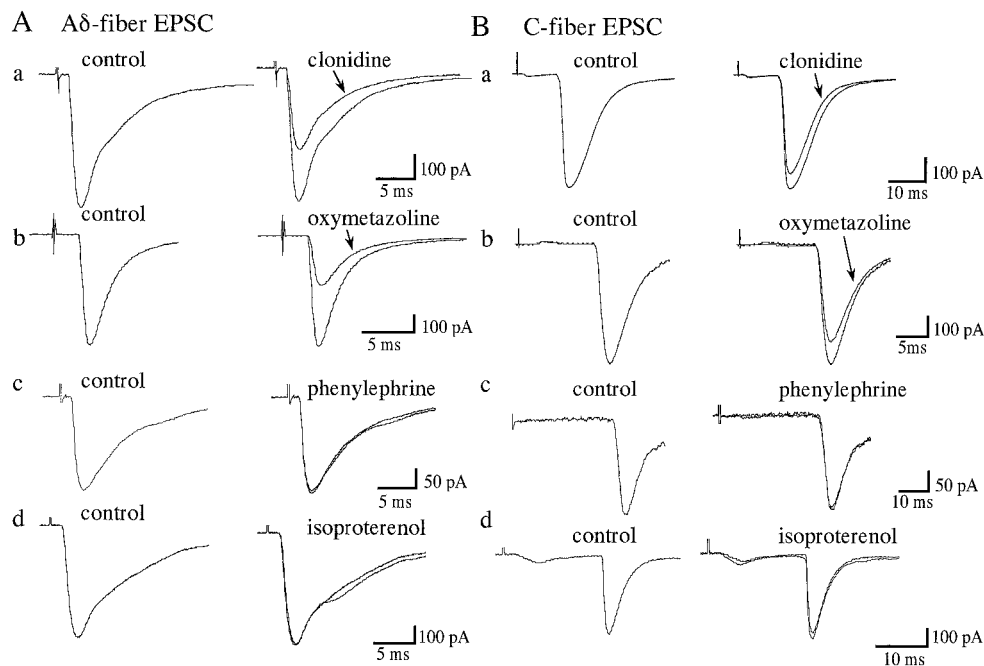 A Aδ-fiber EPSC
a control clonidine
100 pA
5 ms
b control oxymetazoline
100 pA
5 ms
c control phenylephrine
50 pA
5 ms
d control isoproterenol
100 pA
5 ms
B C-fiber EPSC
a control clonidine
100 pA
10 ms
b control oxymetazoline
100 pA
5ms
c control phenylephrine
50 pA
10 ms
d control isoproterenol
100 pA
10 ms